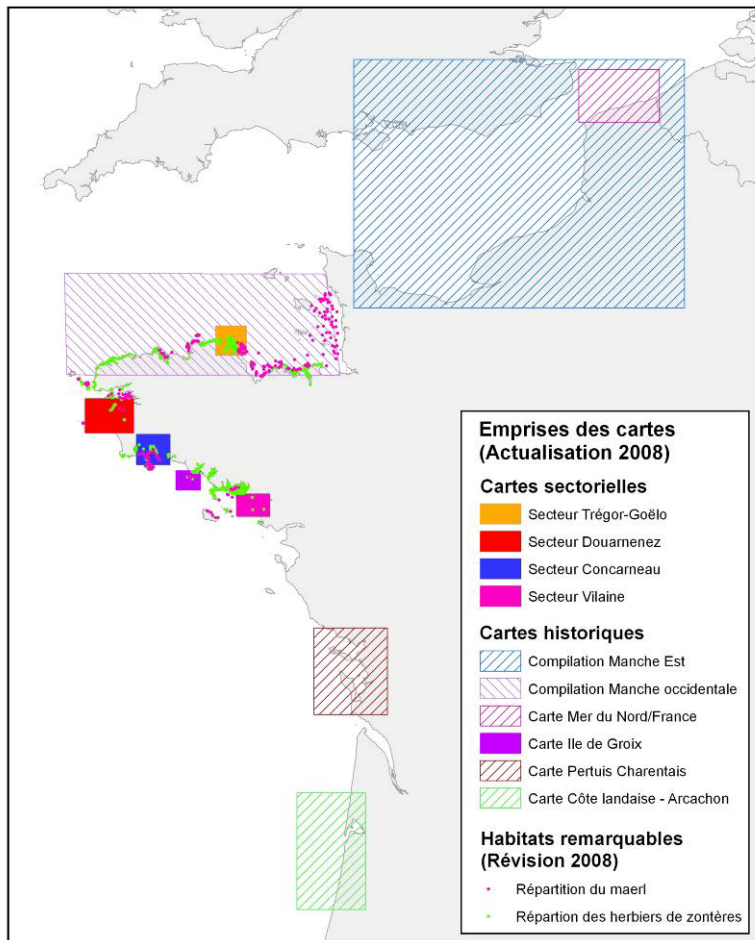 Emprises des cartes
(Actualisation 2008)
Cartes sectorielles
Secteur Trégor-Goëlo
Secteur Douarnenez
Secteur Concarneau
Secteur Vilaine
Cartes historiques
Compilation Manche Est
Compilation Manche occidentale
Carte Mer du Nord/France
Carte Ile de Groix
Carte Pertuis Charentais
Carte Côte landaise - Arcachon
Habitats remarquables
(Révision 2008)
Répartition du maerl
Répartion des herbiers de zontères